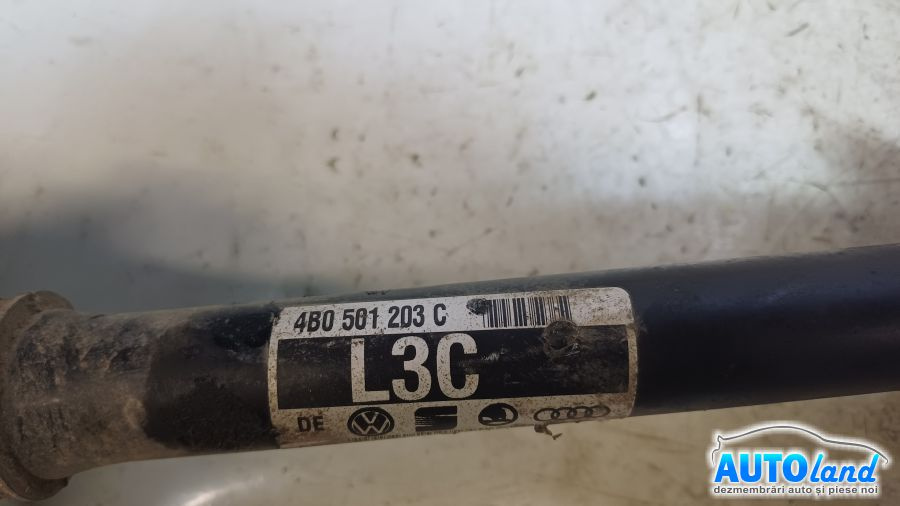 4B0 501 203 C
L3C
DE
AUTOland
dezmembrări auto și piese noi